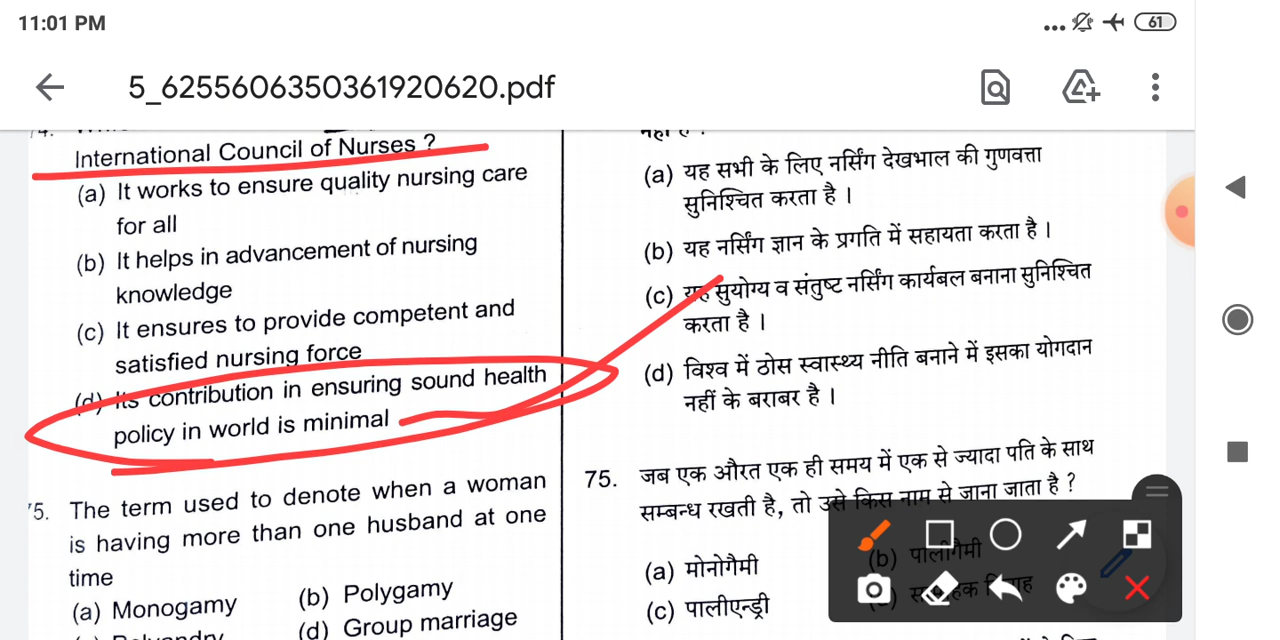 11:01 PM
61
5_6255606350361920620.pdf
International Council of Nurses ?
(a) It works to ensure quality nursing care
for all
(b) It helps in advancement of nursing
knowledge
(c) It ensures to provide competent and
satisfied nursing force
(d) Its contribution in ensuring sound health
policy in world is minimal
75. The term used to denote when a woman
is having more than one husband at one
time
(a) Monogamy
(b) Polygamy
(d) Group marriage
(a) यह सभी के लिए नर्सिंग देखभाल की गुणवत्ता
सुनिश्चित करता है ।
(b) यह नर्सिंग ज्ञान के प्रगति में सहायता करता है ।
(c) यह सुयोग्य व संतुष्ट नर्सिंग कार्यबल बनाना सुनिश्चित
करता है ।
(d) विश्व में ठोस स्वास्थ्य नीति बनाने में इसका योगदान
नहीं के बराबर है ।
75. जब एक औरत एक ही समय में एक से ज्यादा पति के साथ
सम्बन्ध रखती है, तो उसे किस नाम से जाना जाता है ?
(a) मोनोगैमी
(b) पालीगैमी
(c) पालीएन्ड्री